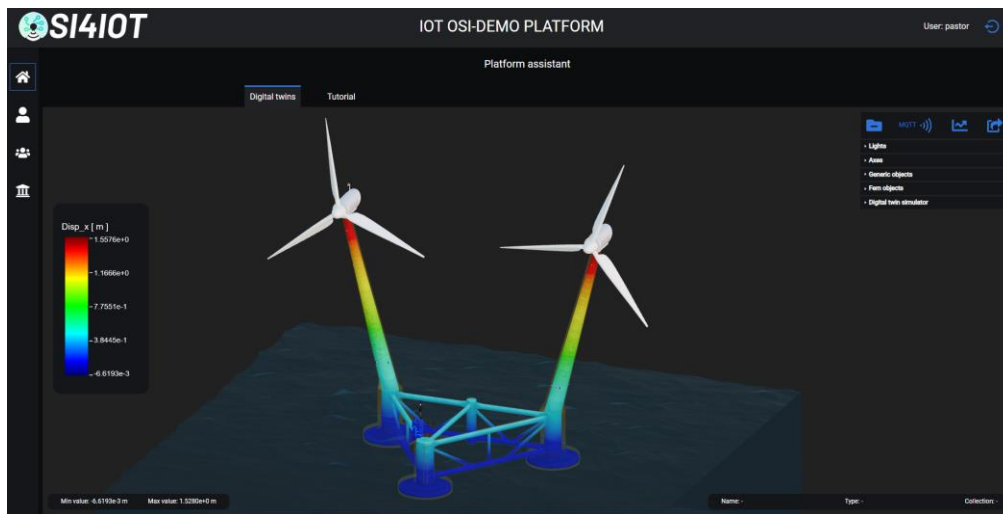 OSI4IOT
IOT OSI-DEMO PLATFORM
User: pastor
Platform assistant
Digital twins
Tutorial
MQTT
Lights
Axes
Generic objects
Fem objects
Digital twin simulator
Disp_x [ m ]
1.5576e+0
1.1666e+0
7.7551e-1
3.8445e-1
-6.6193e-3
Min value: -6.6193e-3 m
Max value: 1.5280e+0 m
Name: -
Type: -
Collection: -